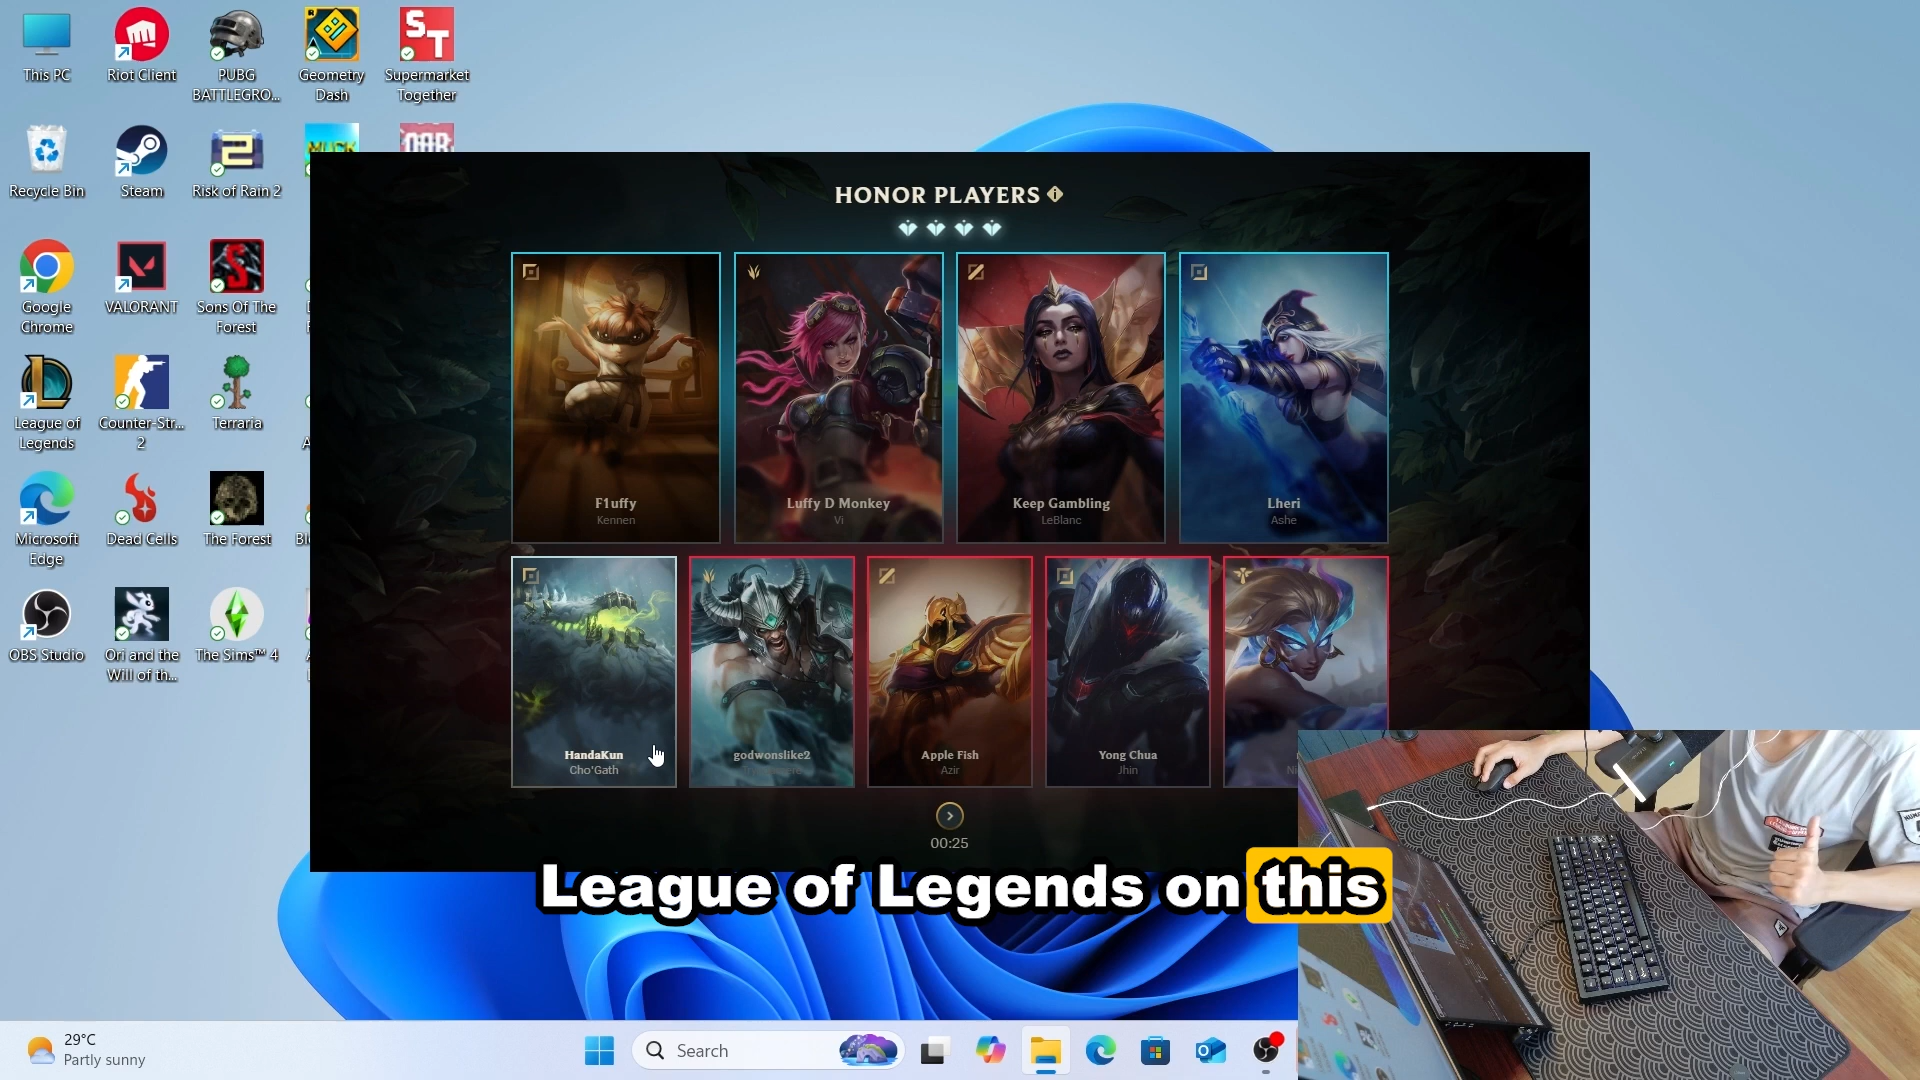 This PC
Riot Client
PUBG
BATTLEGRO...
Geometry
Dash
Supermarket
Together
Recycle Bin
Steam
Risk of Rain 2
MUCK
Google
Chrome
VALORANT
Sons Of The
Forest
League of
Legends
Counter-Str...
2
Terraria
Microsoft
Edge
Dead Cells
The Forest
OBS Studio
Ori and the
Will of th...
The Sims™ 4
HONOR PLAYERS
F1uffy
Kennen
Luffy D Monkey
Vi
Keep Gambling
LeBlanc
Lheri
Ashe
HandaKun
Cho'Gath
godwonslike2
Apple Fish
Azir
Yong Chua
Jhin
00:25
League of Legends on this
29°C
Partly sunny
Search